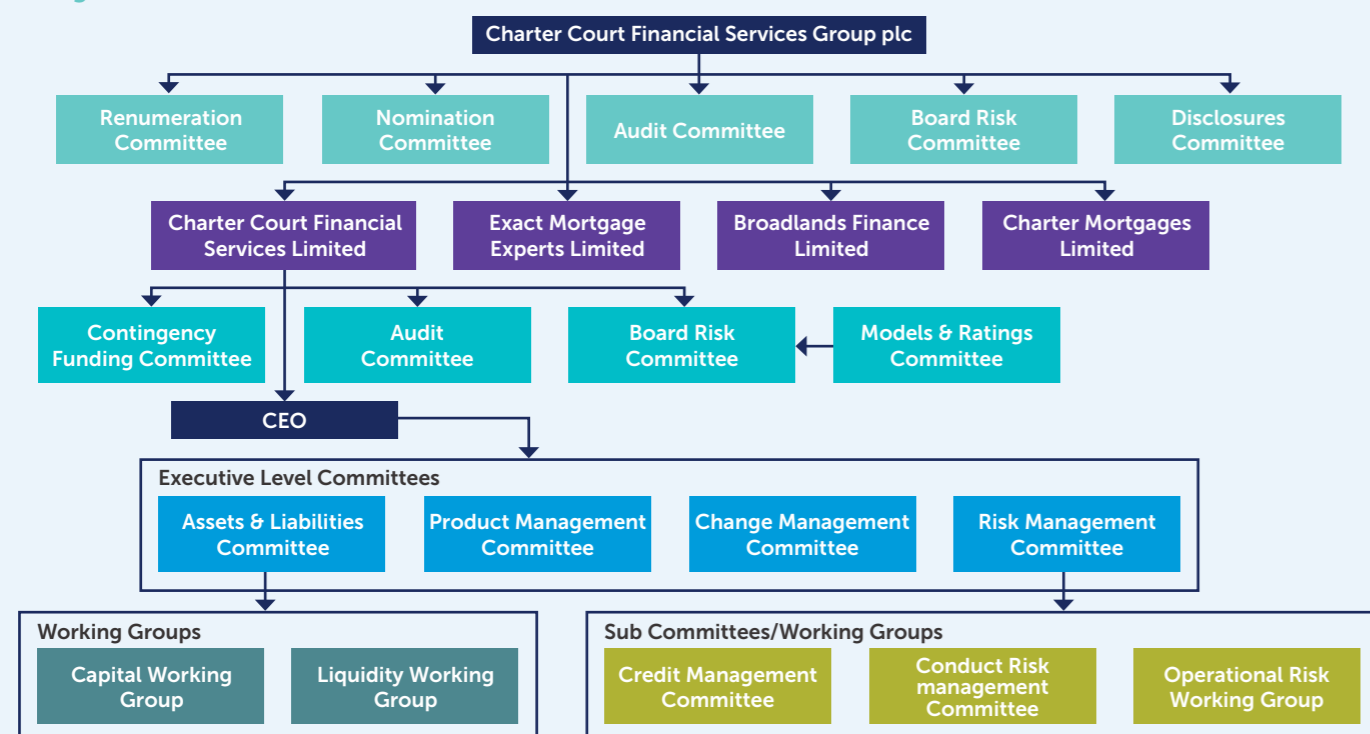 Charter Court Financial Services Group plc
Renumeration
Committee
Nomination
Committee
Audit Committee
Board Risk
Committee
Disclosures
Committee
Charter Court Financial
Services Limited
Exact Mortgage
Experts Limited
Broadlands Finance
Limited
Charter Mortgages
Limited
Contingency
Funding Committee
Audit
Committee
Board Risk
Committee
Models & Ratings
Committee
CEO
Executive Level Committees
Assets & Liabilities
Committee
Product Management
Committee
Change Management
Committee
Risk Management
Committee
Working Groups
Capital Working
Group
Liquidity Working
Group
Sub Committees/Working Groups
Credit Management
Committee
Conduct Risk
management
Committee
Operational Risk
Working Group